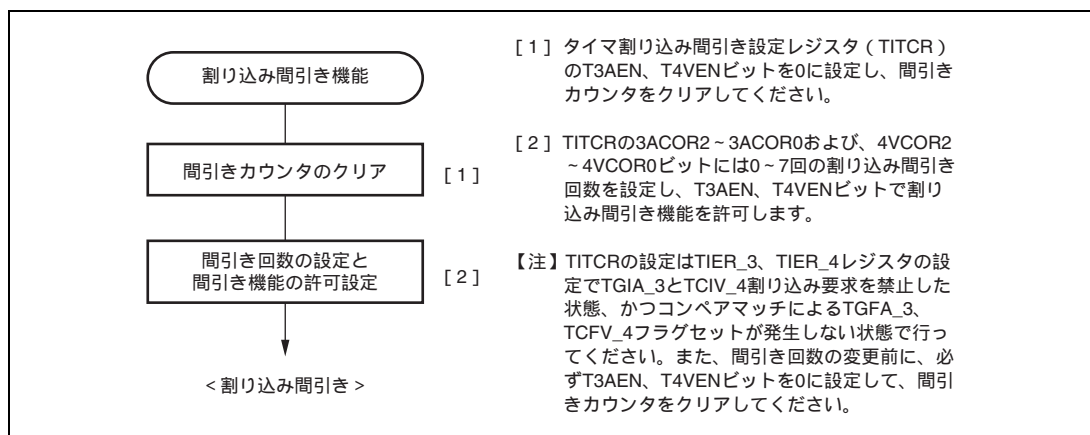 割り込み間引き機能
間引きカウンタのクリア
[1]
間引き回数の設定と
間引き機能の許可設定
[2]
<割り込み間引き>
[1] タイマ割り込み間引き設定レジスタ(TITCR)
のT3AEN、T4VENビットを0に設定し、間引き
カウンタをクリアしてください。
[2] TITCRの3ACOR2~3ACOR0および、4VCOR2
~4VCOR0ビットには0~7回の割り込み間引き
回数を設定し、T3AEN、T4VENビットで割り
込み間引き機能を許可します。
【注】TITCRの設定はTIER_3、TIER_4レジスタの設
定でTGIA_3とTCIV_4割り込み要求を禁止した
状態、かつコンペアマッチによるTGFA_3、
TCFV_4フラグセットが発生しない状態で行っ
てください。また、間引き回数の変更前に、必
ずT3AEN、T4VENビットを0に設定して、間引
きカウンタをクリアしてください。